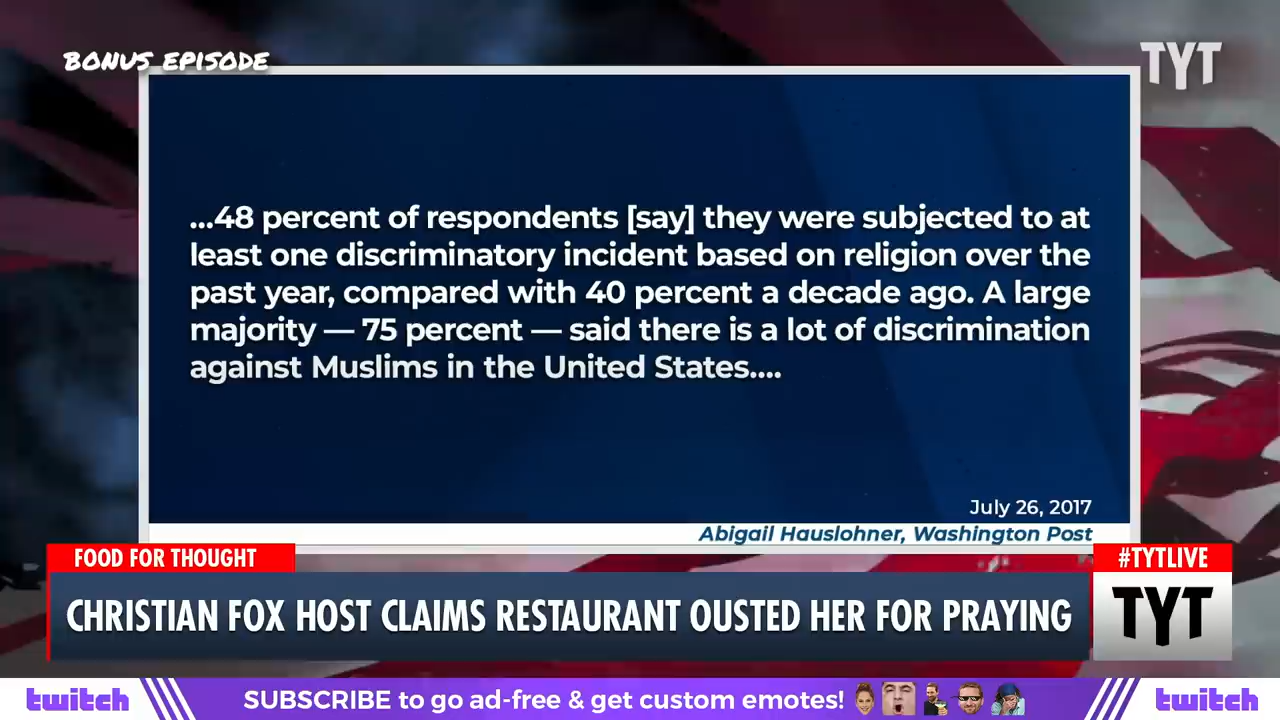 BONUS EPISODE
TYT
...48 percent of respondents [say] they were subjected to at
least one discriminatory incident based on religion over the
past year, compared with 40 percent a decade ago. A large
majority — 75 percent — said there is a lot of discrimination
against Muslims in the United States....
July 26, 2017
Abigail Hauslohner, Washington Post
FOOD FOR THOUGHT
#TYTLIVE
CHRISTIAN FOX HOST CLAIMS RESTAURANT OUSTED HER FOR PRAYING
TYT
twitch
SUBSCRIBE to go ad-free & get custom emotes!
twitch